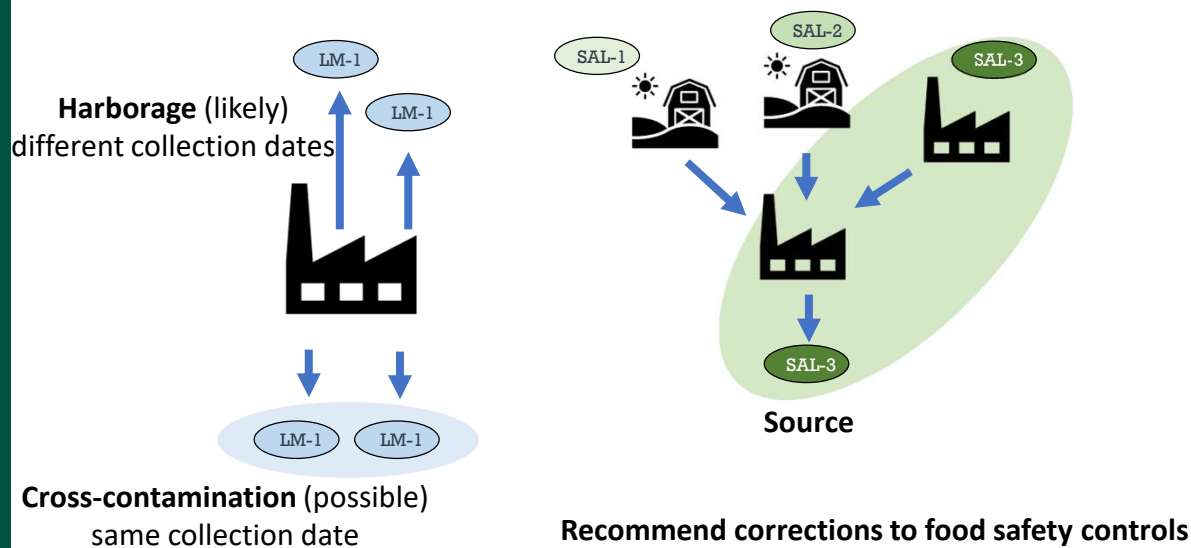 LM-1
LM-1
Harborage (likely)
different collection dates
LM-1
LM-1
Cross-contamination (possible)
same collection date
SAL-1
SAL-2
SAL-3
SAL-3
Source
Recommend corrections to food safety controls